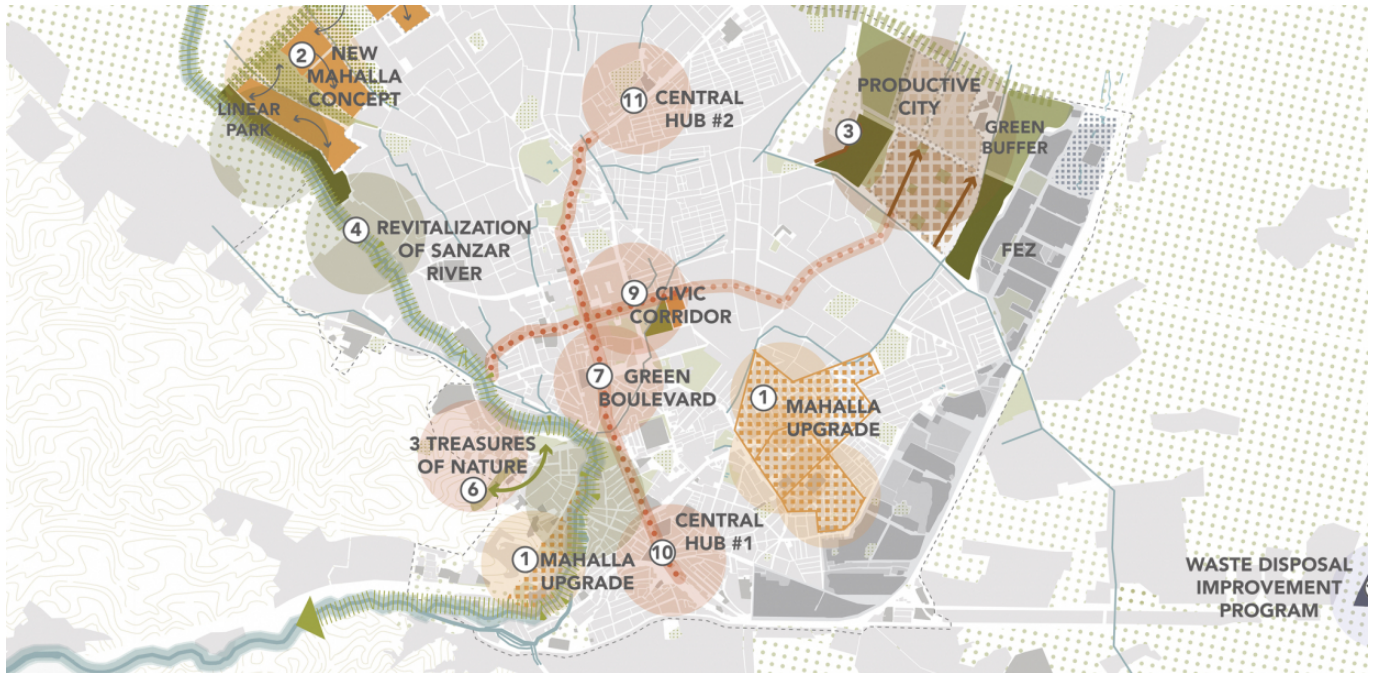 2 NEW
MAHALLA
CONCEPT
LINEAR
PARK
11 CENTRAL
HUB #2
PRODUCTIVE
CITY
3
GREEN
BUFFER
4 REVITALIZATION
OF SANZAR
RIVER
FEZ
9 CIVIC
CORRIDOR
7 GREEN
BOULEVARD
1 MAHALLA
UPGRADE
3 TREASURES
OF NATURE
6
CENTRAL
HUB #1
10
1 MAHALLA
UPGRADE
WASTE DISPOSAL
IMPROVEMENT
PROGRAM